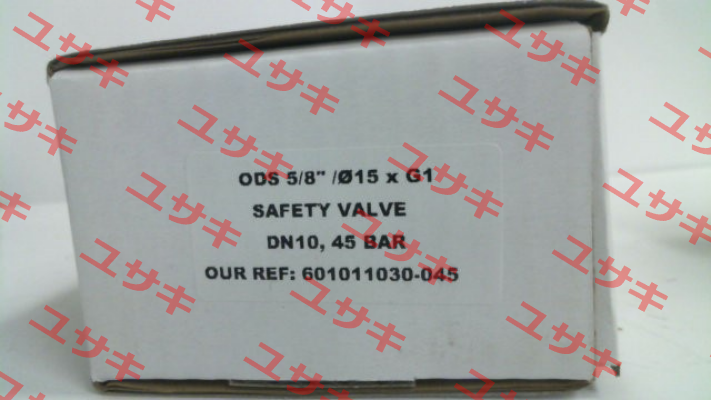 ODS 5/8" /Ø15 x G1
SAFETY VALVE
DN10, 45 BAR
OUR REF: 601011030-045
ユサキ